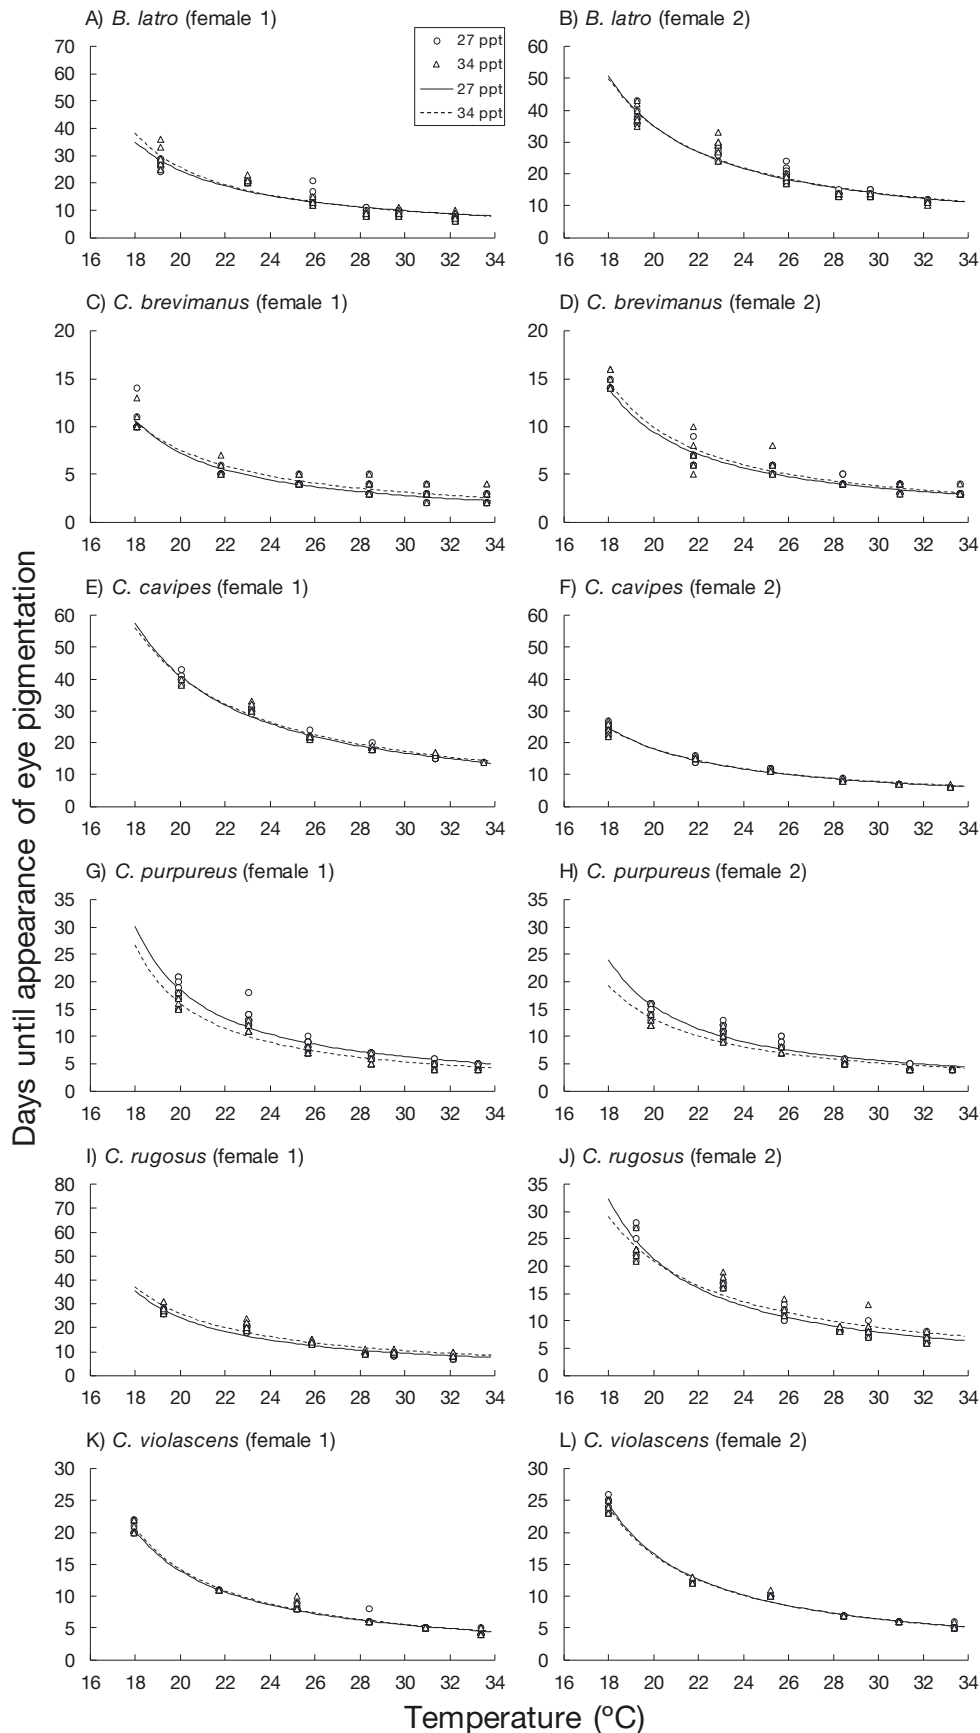 A) B. latro (female 1)
B) B. latro (female 2)
27 ppt
34 ppt
27 ppt
34 ppt
70
60
50
40
30
20
10
0
16 18 20 22 24 26 28 30 32 34
60
50
40
30
20
10
0
16 18 20 22 24 26 28 30 32 34
C) C. brevimanus (female 1)
D) C. brevimanus (female 2)
20
15
10
5
0
16 18 20 22 24 26 28 30 32 34
20
15
10
5
0
16 18 20 22 24 26 28 30 32 34
E) C. cavipes (female 1)
F) C. cavipes (female 2)
60
50
40
30
20
10
0
16 18 20 22 24 26 28 30 32 34
60
50
40
30
20
10
0
16 18 20 22 24 26 28 30 32 34
Days until appearance of eye pigmentation
G) C. purpureus (female 1)
H) C. purpureus (female 2)
35
30
25
20
15
10
5
0
16 18 20 22 24 26 28 30 32 34
35
30
25
20
15
10
5
0
16 18 20 22 24 26 28 30 32 34
I) C. rugosus (female 1)
J) C. rugosus (female 2)
80
70
60
50
40
30
20
10
0
16 18 20 22 24 26 28 30 32 34
35
30
25
20
15
10
5
0
16 18 20 22 24 26 28 30 32 34
K) C. violascens (female 1)
L) C. violascens (female 2)
30
25
20
15
10
5
0
16 18 20 22 24 26 28 30 32 34
30
25
20
15
10
5
0
16 18 20 22 24 26 28 30 32 34
Temperature (ºC)